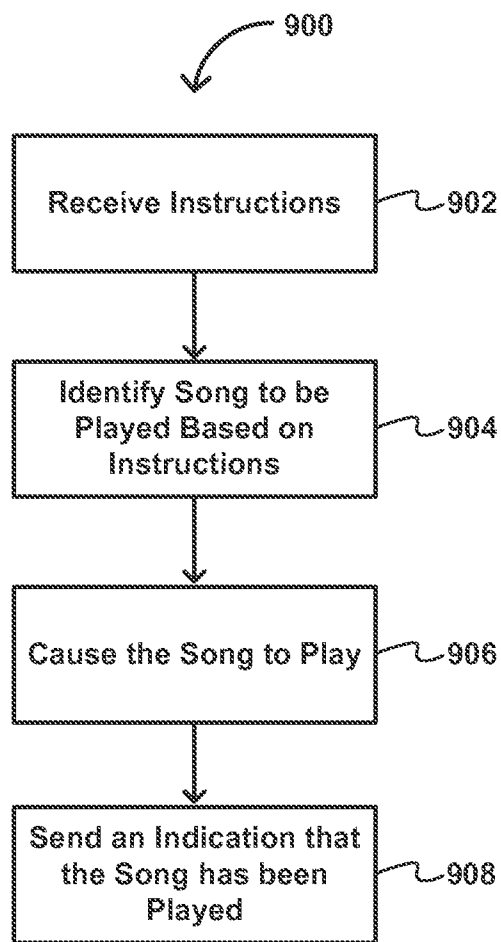 900
Receive Instructions
902
Identify Song to be
Played Based on
Instructions
904
Cause the Song to Play
906
Send an Indication that
the Song has been
Played
908